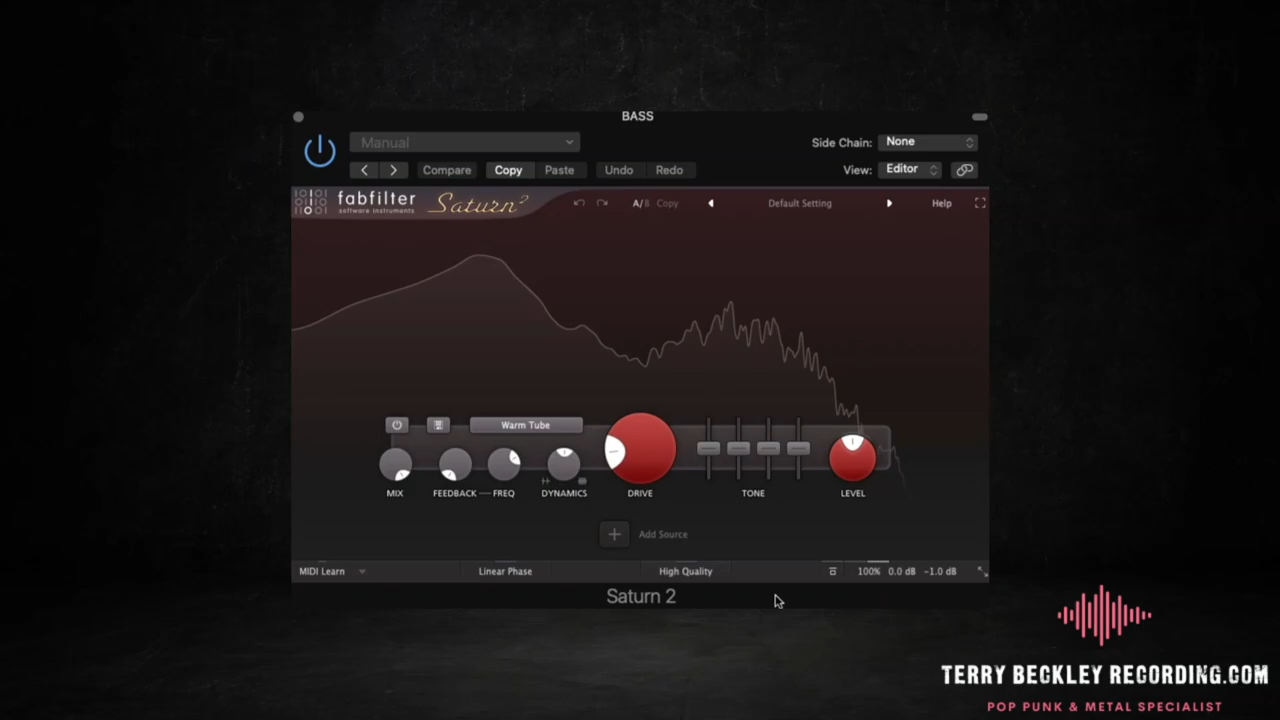 BASS
Manual
Side Chain: None
Compare Copy Paste Undo Redo
View: Editor
fabfilter
software instruments
Saturn2
A/B Copy
Default Setting
Help
Warm Tube
MIX FEEDBACK FREQ DYNAMICS DRIVE TONE LEVEL
Add Source
MIDI Learn Linear Phase High Quality 100% 0.0 dB -1.0 dB
Saturn 2
TERRY BECKLEY RECORDING.COM
POP PUNK & METAL SPECIALIST